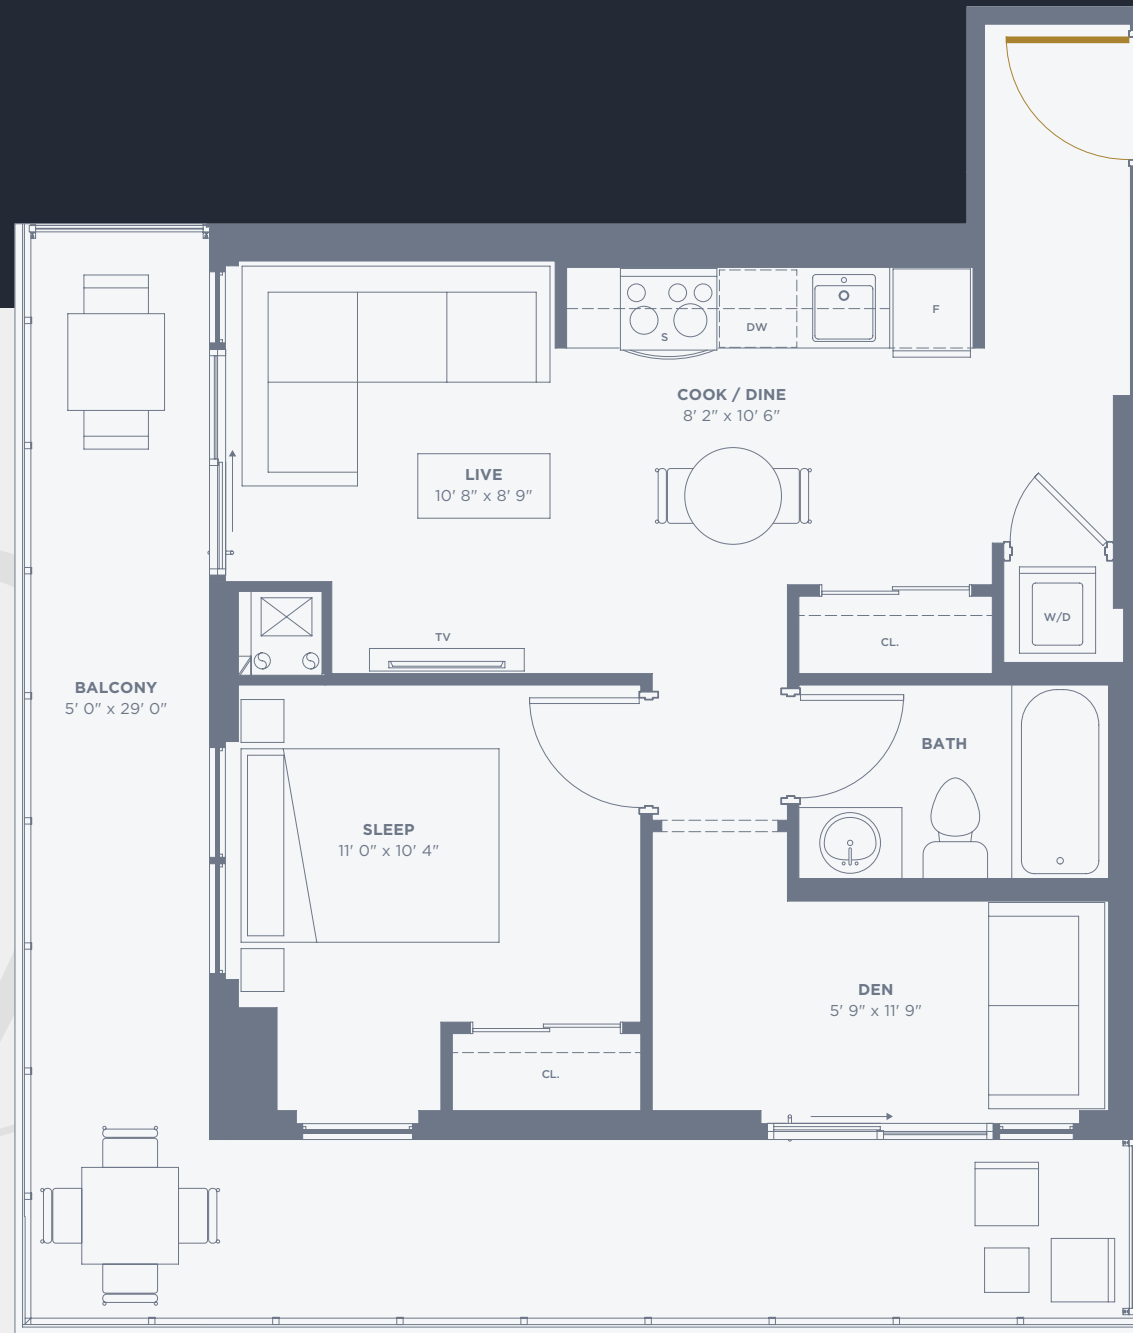 F
S
DW
COOK / DINE
8' 2" x 10' 6"
LIVE
10' 8" x 8' 9"
W/D
CL.
TV
BALCONY
5' 0" x 29' 0"
BATH
SLEEP
11' 0" x 10' 4"
DEN
5' 9" x 11' 9"
CL.